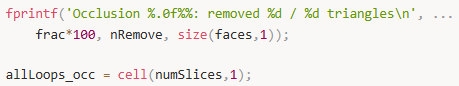 fprintf('Occlusion %.0f%%: removed %d / %d triangles\n', ...
    frac*100, nRemove, size(faces,1));
allLoops_occ = cell(numSlices,1);